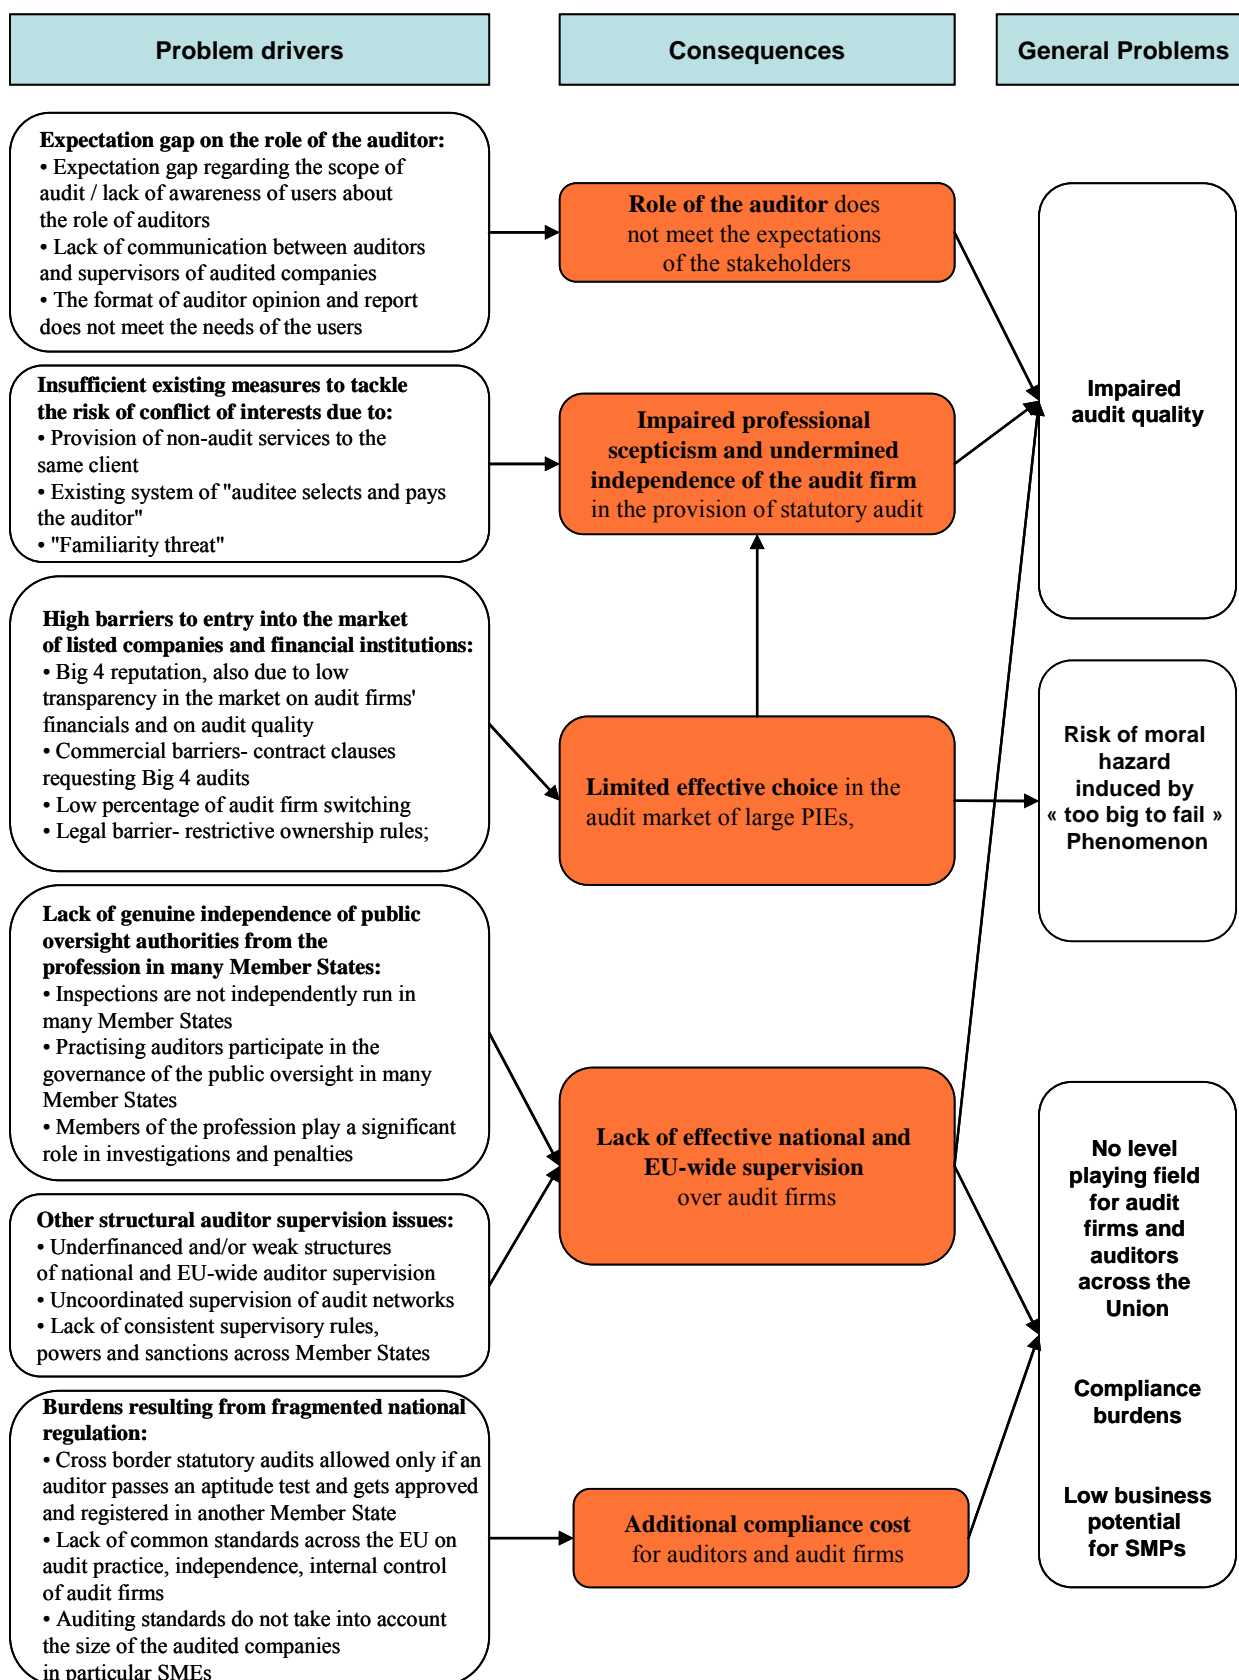 Problem drivers
Consequences
General Problems
Expectation gap on the role of the auditor:
• Expectation gap regarding the scope of
audit / lack of awareness of users about
the role of auditors
• Lack of communication between auditors
and supervisors of audited companies
• The format of auditor opinion and report
does not meet the needs of the users
Insufficient existing measures to tackle
the risk of conflict of interests due to:
• Provision of non-audit services to the
same client
• Existing system of "auditee selects and pays
the auditor"
• "Familiarity threat"
High barriers to entry into the market
of listed companies and financial institutions:
• Big 4 reputation, also due to low
transparency in the market on audit firms'
financials and on audit quality
• Commercial barriers- contract clauses
requesting Big 4 audits
• Low percentage of audit firm switching
• Legal barrier- restrictive ownership rules;
Lack of genuine independence of public
oversight authorities from the
profession in many Member States:
• Inspections are not independently run in
many Member States
• Practising auditors participate in the
governance of the public oversight in many
Member States
• Members of the profession play a significant
role in investigations and penalties
Other structural auditor supervision issues:
• Underfinanced and/or weak structures
of national and EU-wide auditor supervision
• Uncoordinated supervision of audit networks
• Lack of consistent supervisory rules,
powers and sanctions across Member States
Burdens resulting from fragmented national
regulation:
• Cross border statutory audits allowed only if an
auditor passes an aptitude test and gets approved
and registered in another Member State
• Lack of common standards across the EU on
audit practice, independence, internal control
of audit firms
• Auditing standards do not take into account
the size of the audited companies
in particular SMEs
Role of the auditor does
not meet the expectations
of the stakeholders
Impaired professional
scepticism and undermined
independence of the audit firm
in the provision of statutory audit
Limited effective choice in the
audit market of large PIEs,
Lack of effective national and
EU-wide supervision
over audit firms
Additional compliance cost
for auditors and audit firms
Impaired
audit quality
Risk of moral
hazard
induced by
« too big to fail »
Phenomenon
No level
playing field
for audit
firms and
auditors
across the
Union
Compliance
burdens
Low business
potential
for SMPs